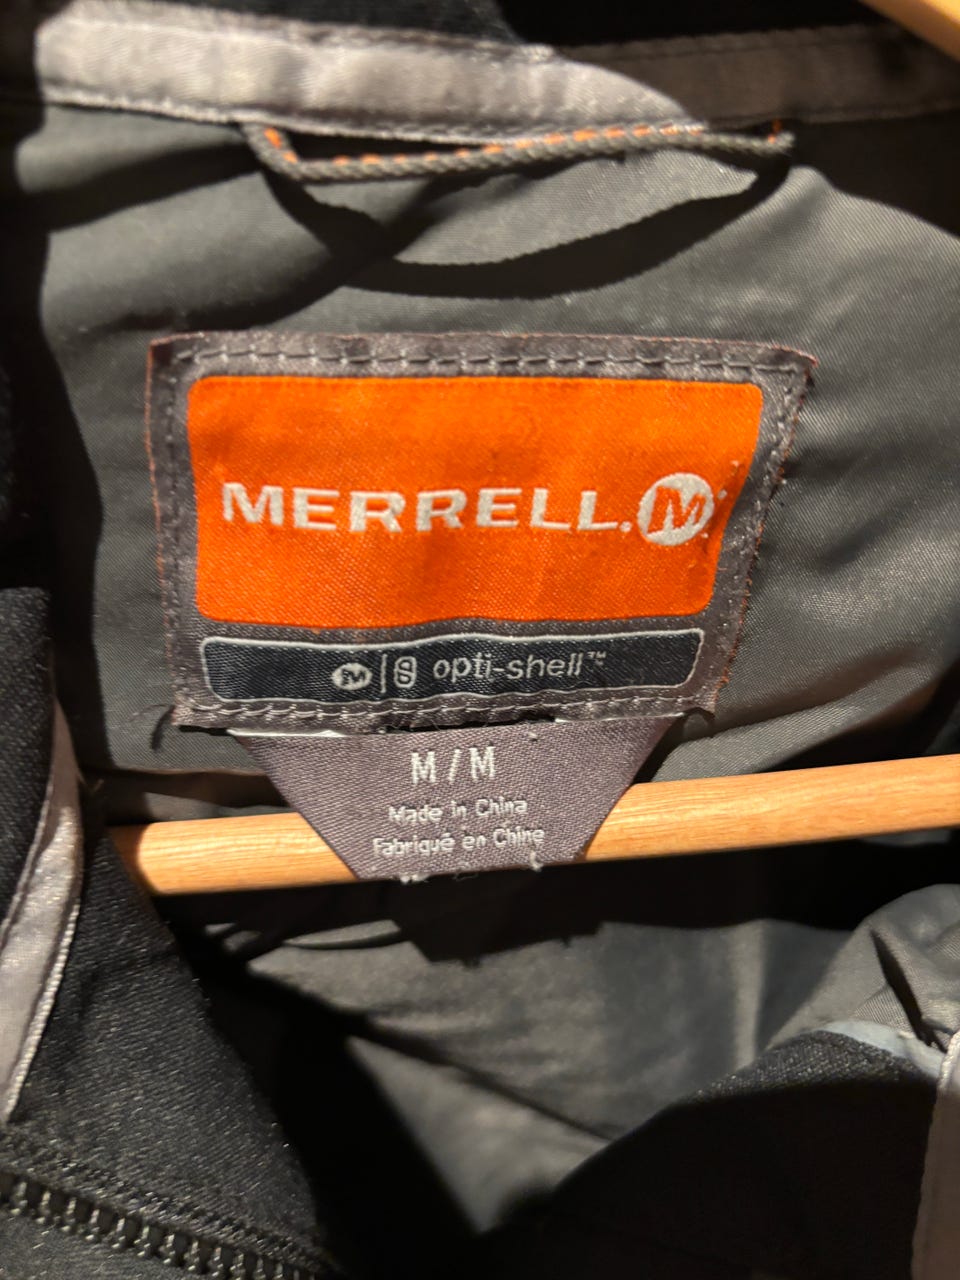 MERRELL. M
M S opti-shell™
M / M
Made in China
Fabriqué en Chine